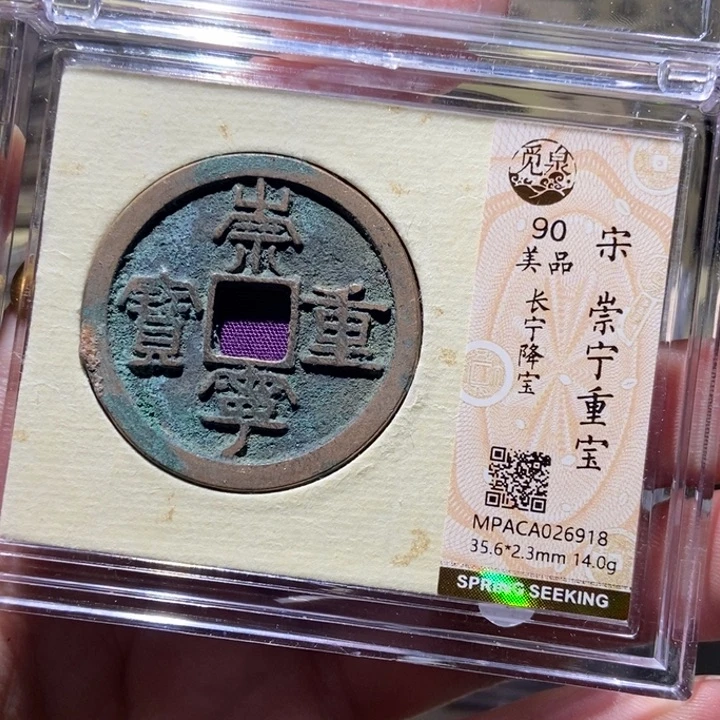 崇
寧
重
寶
觅泉
90
美品
长宁降宝
宋 崇宁重宝
MPACA026918
35.6*2.3mm 14.0g
SPRING SEEKING